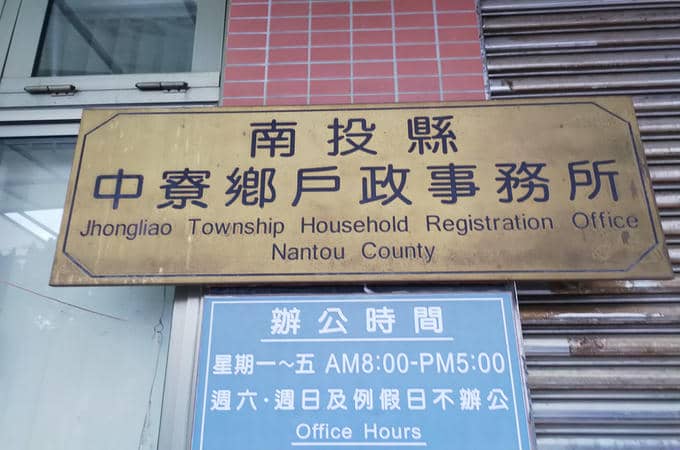 南投縣
中寮鄉戶政事務所
Jhongliao Township Household Registration Office
Nantou County
辦公時間
星期一～五 AM8:00-PM5:00
週六·週日及例假日不辦公
Office Hours